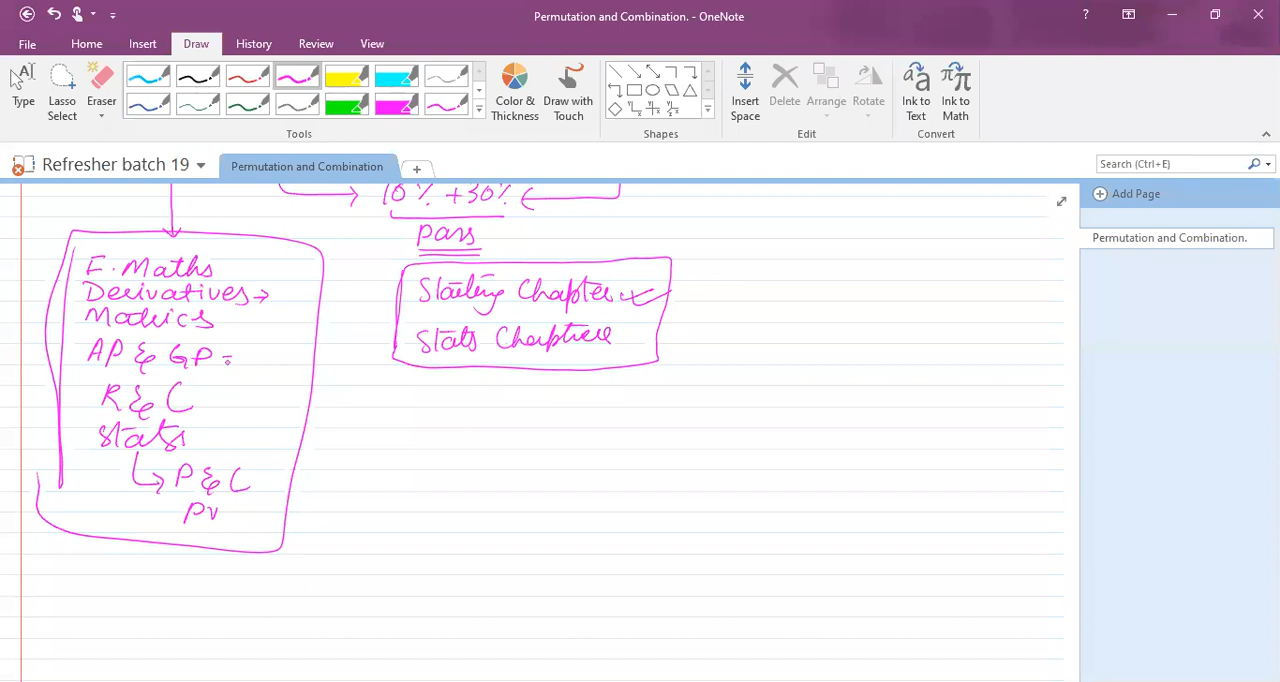 Permutation and Combination. - OneNote
File Home Insert Draw History Review View
Type Lasso Select Eraser Color & Thickness Draw with Touch Insert Space Delete Arrange Rotate Ink to Text Ink to Math
Tools Shapes Edit Convert
Refresher batch 19 Permutation and Combination
Search (Ctrl+E)
Add Page
Permutation and Combination.
10% + 30%
Pass
F. Maths
Derivatives →
Matrics
AP & GP =
R & C
Stats
P & C
Pv
Starting Chapter
Stats